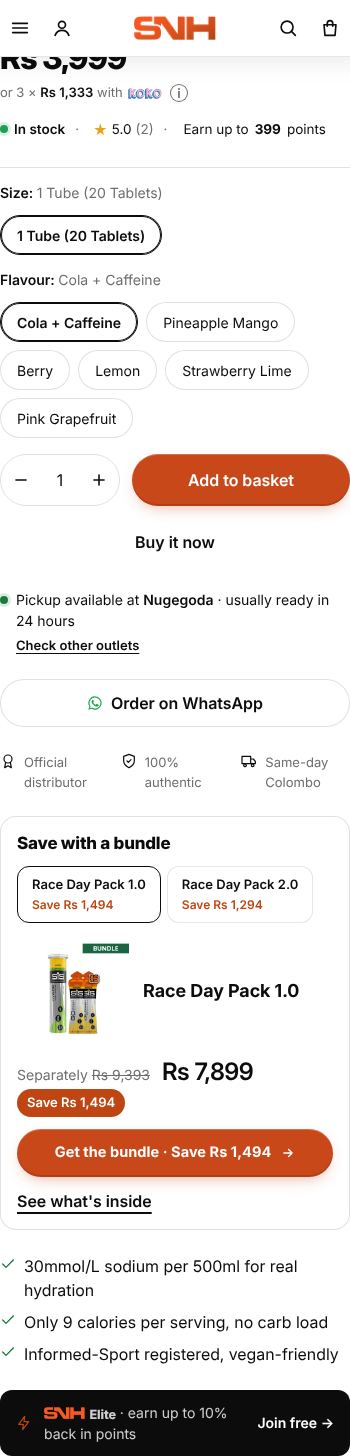 SNH
Rs 3,999
or 3 × Rs 1,333 with KOKO i
In stock · ★ 5.0 (2) · Earn up to 399 points
Size: 1 Tube (20 Tablets)
1 Tube (20 Tablets)
Flavour: Cola + Caffeine
Cola + Caffeine Pineapple Mango
Berry Lemon Strawberry Lime
Pink Grapefruit
− 1 + Add to basket
Buy it now
Pickup available at Nugegoda · usually ready in
24 hours
Check other outlets
Order on WhatsApp
Official 100% Same-day
distributor authentic Colombo
Save with a bundle
Race Day Pack 1.0 Race Day Pack 2.0
Save Rs 1,494 Save Rs 1,294
BUNDLE
SiS
Race Day Pack 1.0
Separately Rs 9,393 Rs 7,899
Save Rs 1,494
Get the bundle · Save Rs 1,494 →
See what's inside
30mmol/L sodium per 500ml for real
hydration
Only 9 calories per serving, no carb load
Informed-Sport registered, vegan-friendly
SNH Elite · earn up to 10%
back in points
Join free →